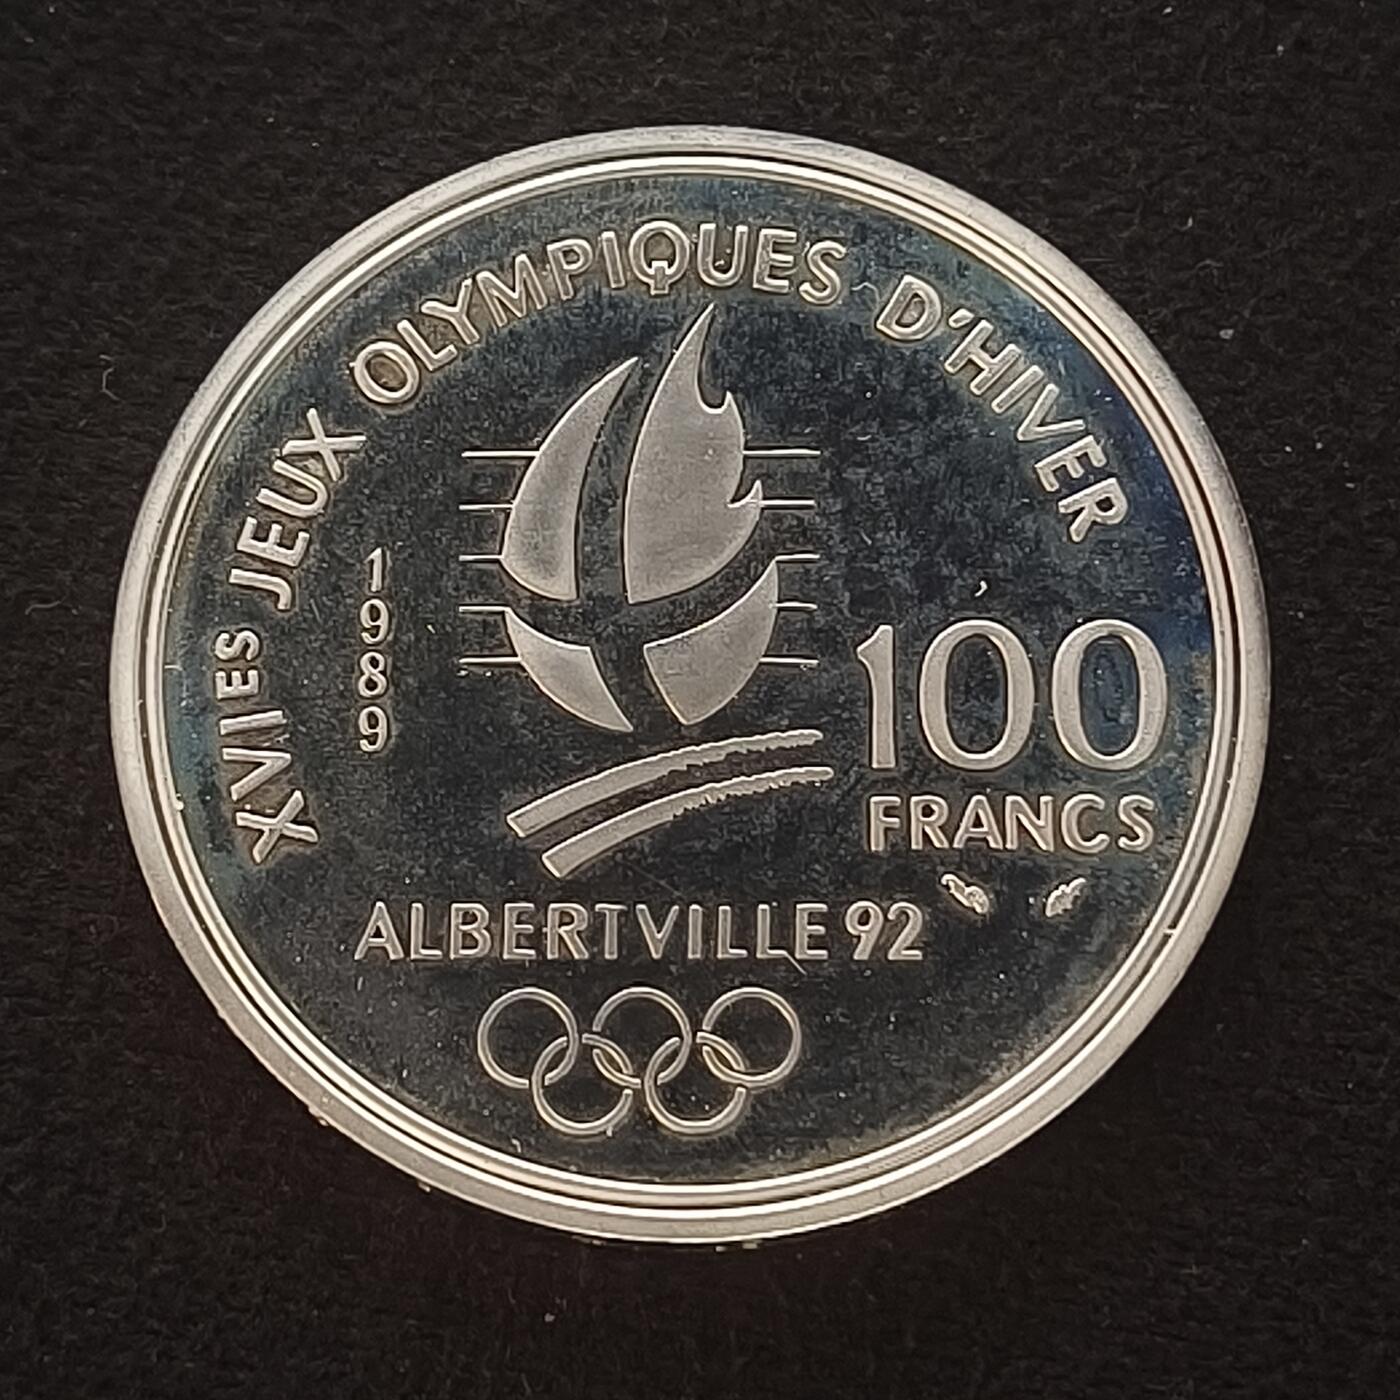 XVIES JEUX OLYMPIQUES D'HIVER
1989
100
FRANCS
ALBERTVILLE 92